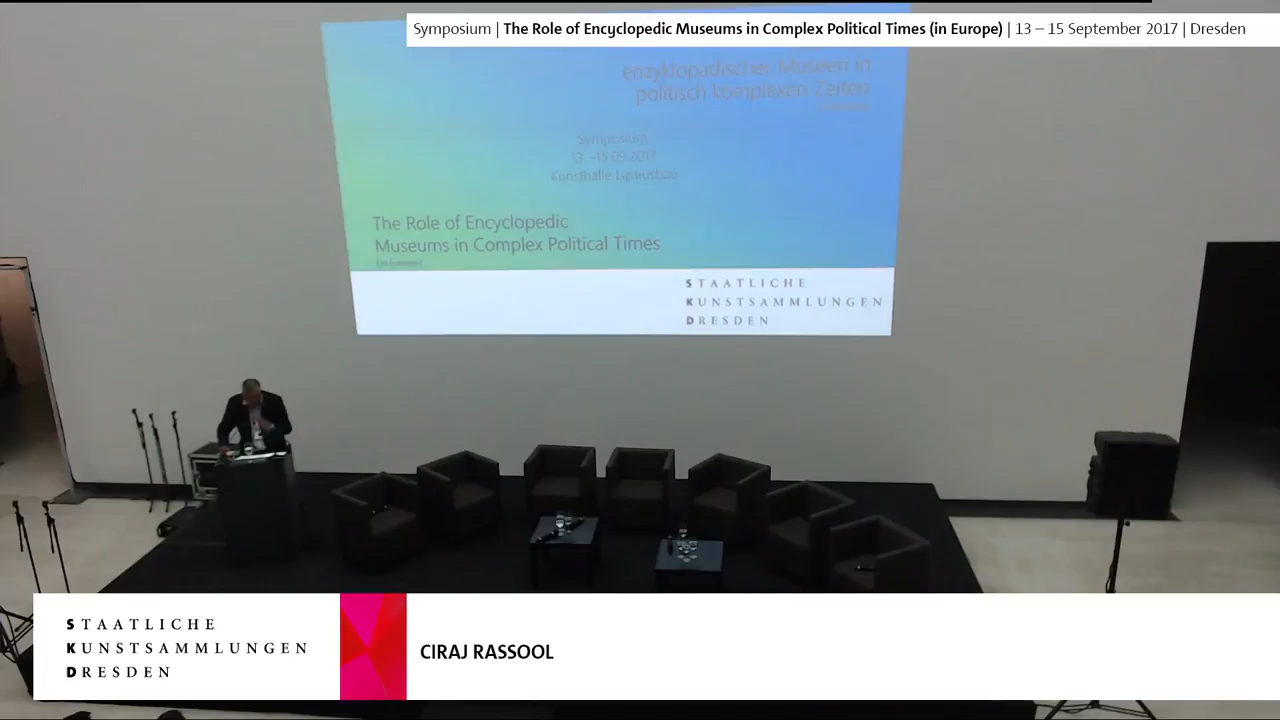 Symposium | The Role of Encyclopedic Museums in Complex Political Times (in Europe) | 13 – 15 September 2017 | Dresden
enzyklopädischer Museen in
politisch komplexen Zeiten
Symposium
13. -15.09.2017
Kunsthalle Lipsiusbau
The Role of Encyclopedic
Museums in Complex Political Times
STAATLICHE
KUNSTSAMMLUNGEN
DRESDEN
STAATLICHE
KUNSTSAMMLUNGEN
DRESDEN
CIRAJ RASSOOL